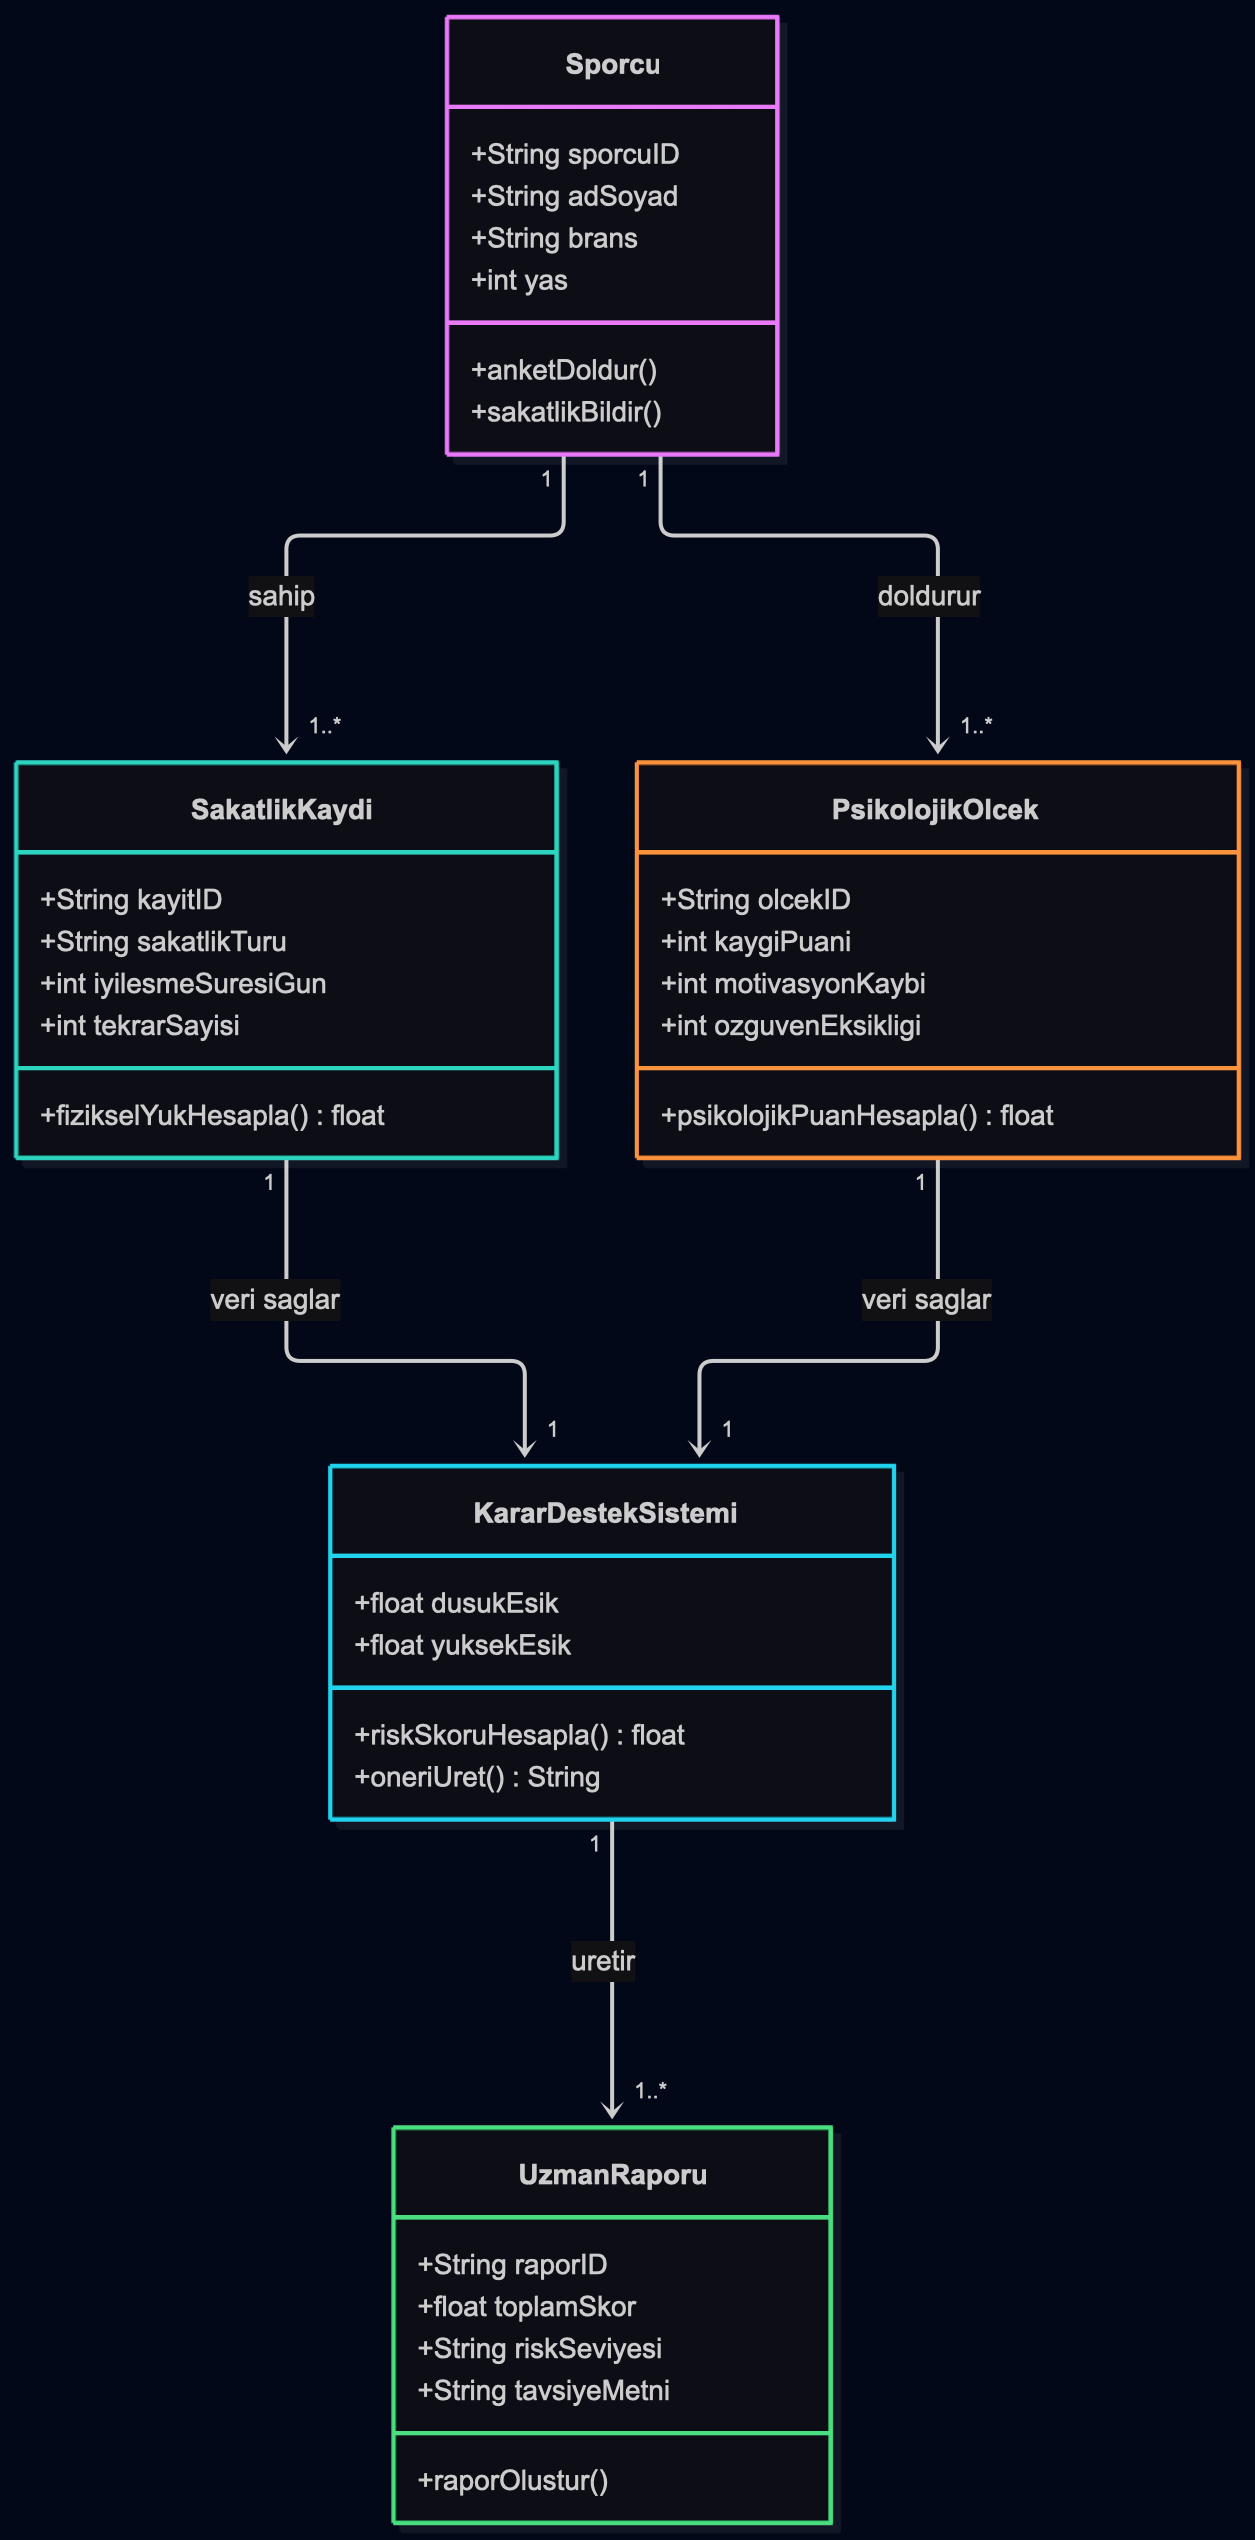 Sporcu
+String sporcuID
+String adSoyad
+String brans
+int yas
+anketDoldur()
+sakatlikBildir()
1
1
sahip
doldurur
1..*
1..*
SakatlikKaydi
+String kayitID
+String sakatlikTuru
+int iyilesmeSuresiGun
+int tekrarSayisi
+fizikselYukHesapla() : float
PsikolojikOlcek
+String olcekID
+int kaygiPuani
+int motivasyonKaybi
+int ozguvenEksikligi
+psikolojikPuanHesapla() : float
1
1
veri saglar
veri saglar
1
1
KararDestekSistemi
+float dusukEsik
+float yuksekEsik
+riskSkoruHesapla() : float
+oneriUret() : String
1
uretir
1..*
UzmanRaporu
+String raporID
+float toplamSkor
+String riskSeviyesi
+String tavsiyeMetni
+raporOlustur()